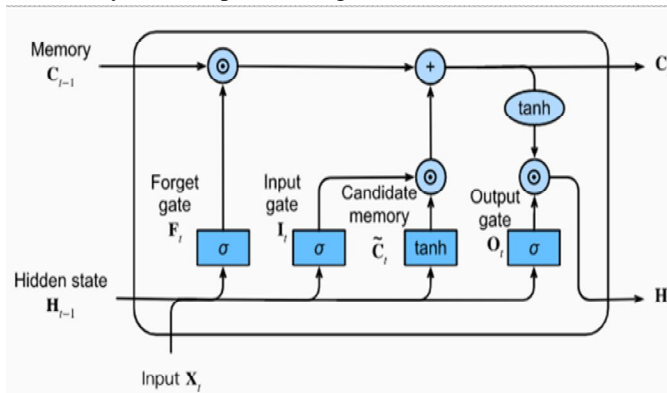 Memory
C_{t-1}
C
tanh
Forget
gate
F_t
Input
gate
I_t
Candidate
memory
C̃_t
Output
gate
O_t
σ
σ
tanh
σ
Hidden state
H_{t-1}
H
Input X_t